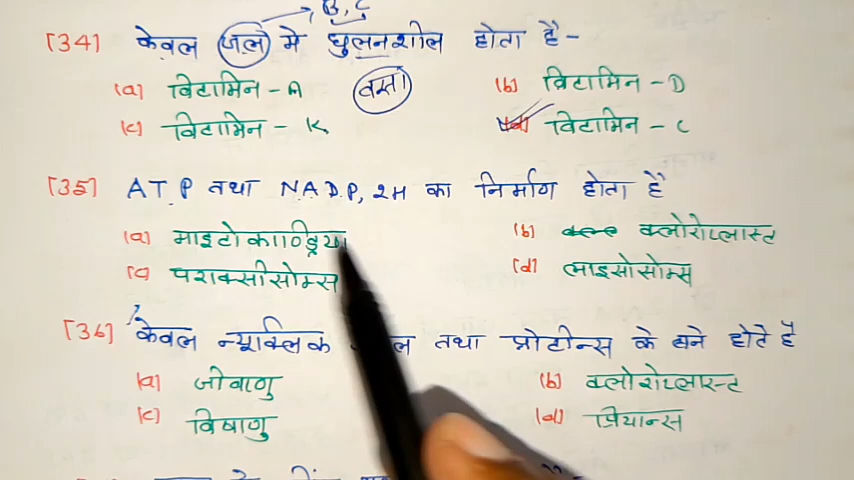 B, C
[34] केवल जल में घुलनशील होता है -
(a) विटामिन - A (वसा) (b) विटामिन - D
(c) विटामिन - K (d) विटामिन - C
[35] ATP तथा NADP, 2H का निर्माण होता है
(a) माइटोकाण्ड्रिया (b) क्लोरोप्लास्ट
(c) पराक्सीसोम्स (d) लाइसोसोम्स
[36] केवल न्यूक्लिक तथा प्रोटीन्स के बने होते है
(a) जीवाणु (b) क्लोरोप्लास्ट
(c) विषाणु (d) प्रियान्स